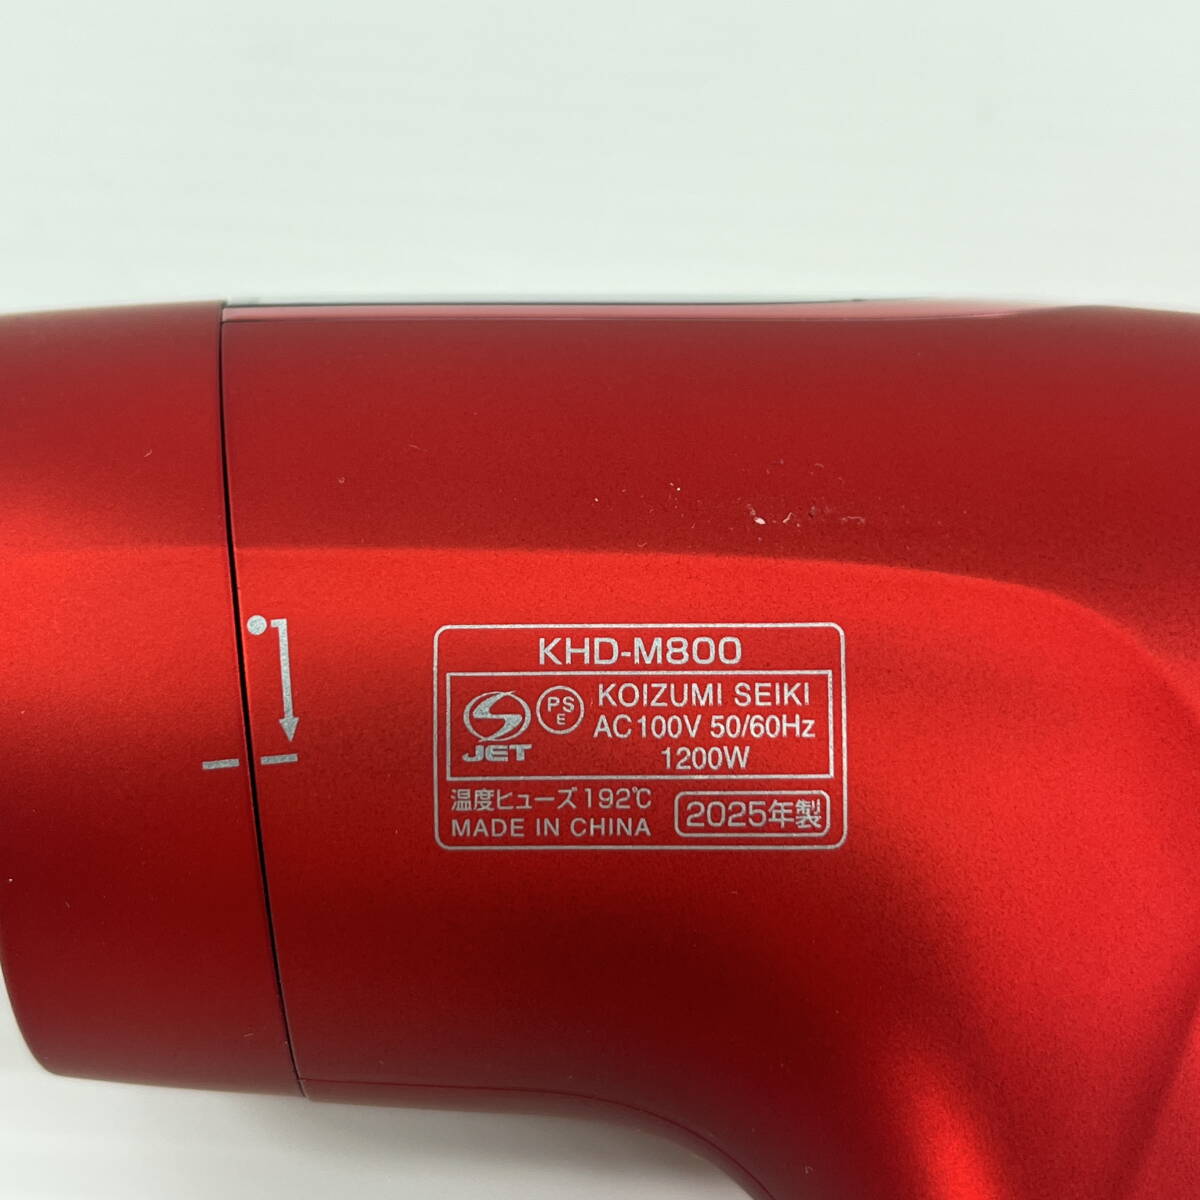 KHD-M800
JET
PS
E
KOIZUMI SEIKI
AC100V 50/60Hz
1200W
温度ヒューズ192℃
MADE IN CHINA
2025年製